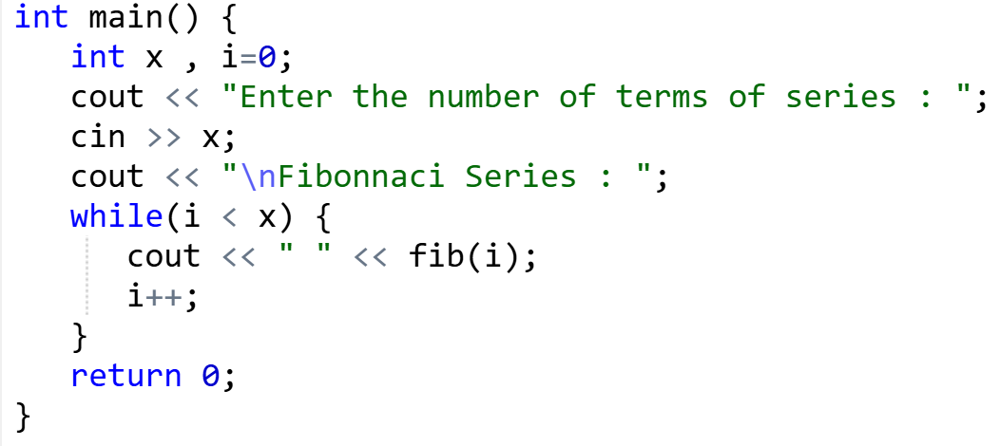 int main() {
   int x , i=0;
   cout << "Enter the number of terms of series : ";
   cin >> x;
   cout << "\nFibonnaci Series : ";
   while(i < x) {
      cout << " " << fib(i);
      i++;
   }
   return 0;
}